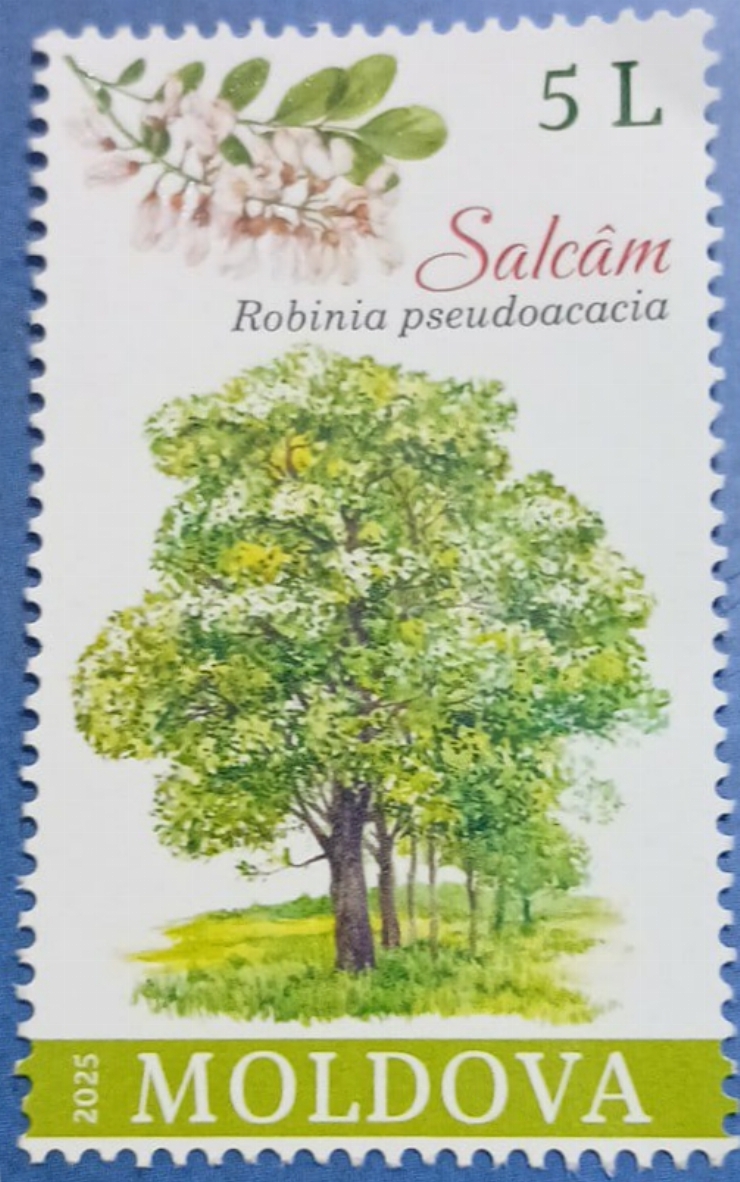 5 L
Salcâm
Robinia pseudoacacia
2025
MOLDOVA